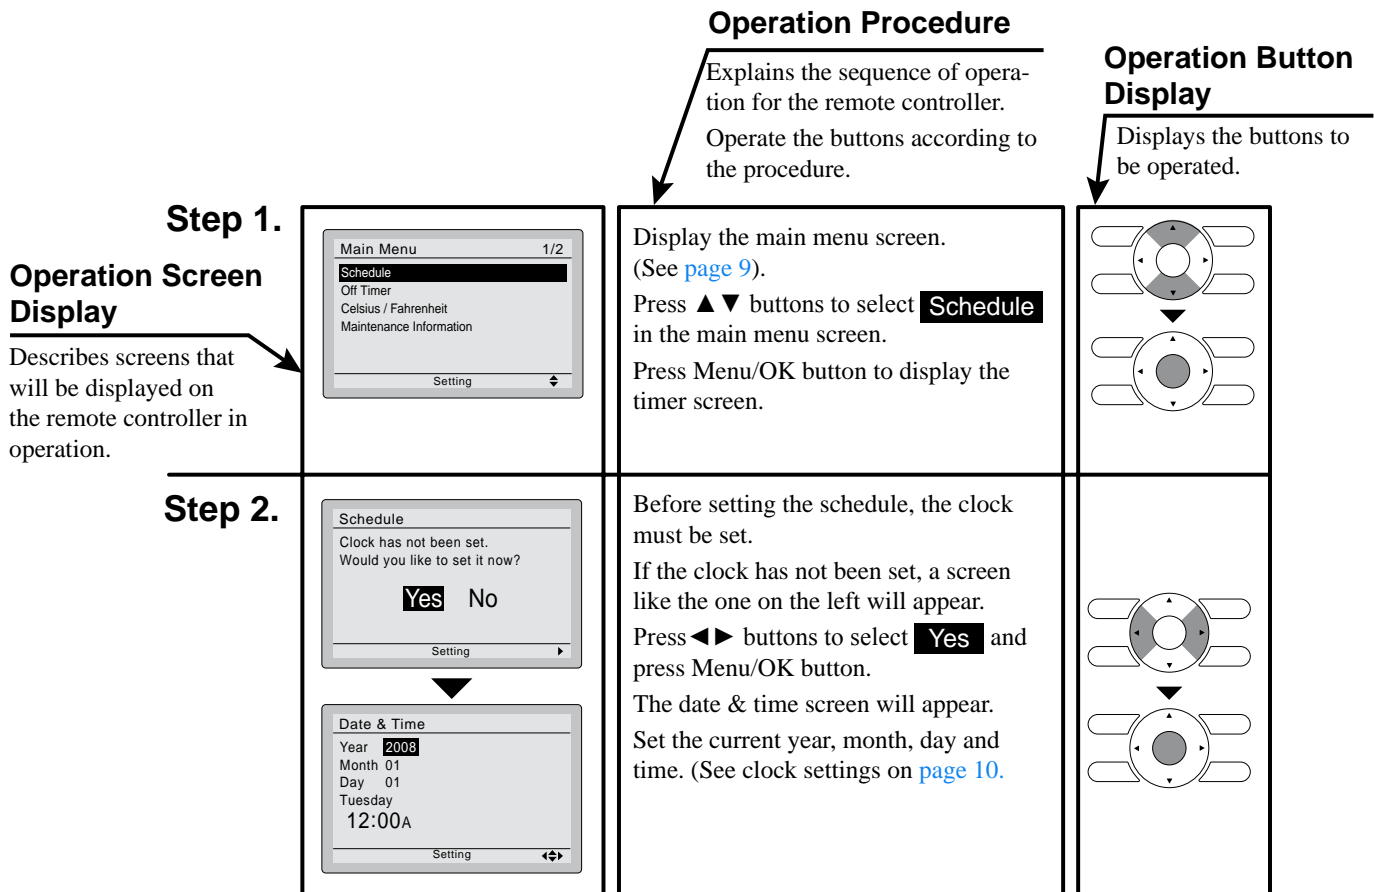 Operation Procedure
Explains the sequence of opera-
tion for the remote controller.
Operate the buttons according to
the procedure.
Operation Button
Display
Displays the buttons to
be operated.
Operation Screen
Display
Describes screens that
will be displayed on
the remote controller in
operation.
Step 1.
Main Menu 1/2
Schedule
Off Timer
Celsius / Fahrenheit
Maintenance Information
Setting
Display the main menu screen.
(See page 9).
Press ▲▼ buttons to select Schedule
in the main menu screen.
Press Menu/OK button to display the
timer screen.
Step 2.
Schedule
Clock has not been set.
Would you like to set it now?
Yes No
Setting
Date & Time
Year 2008
Month 01
Day 01
Tuesday
12:00A
Setting
Before setting the schedule, the clock
must be set.
If the clock has not been set, a screen
like the one on the left will appear.
Press◄► buttons to select Yes and
press Menu/OK button.
The date & time screen will appear.
Set the current year, month, day and
time. (See clock settings on page 10.